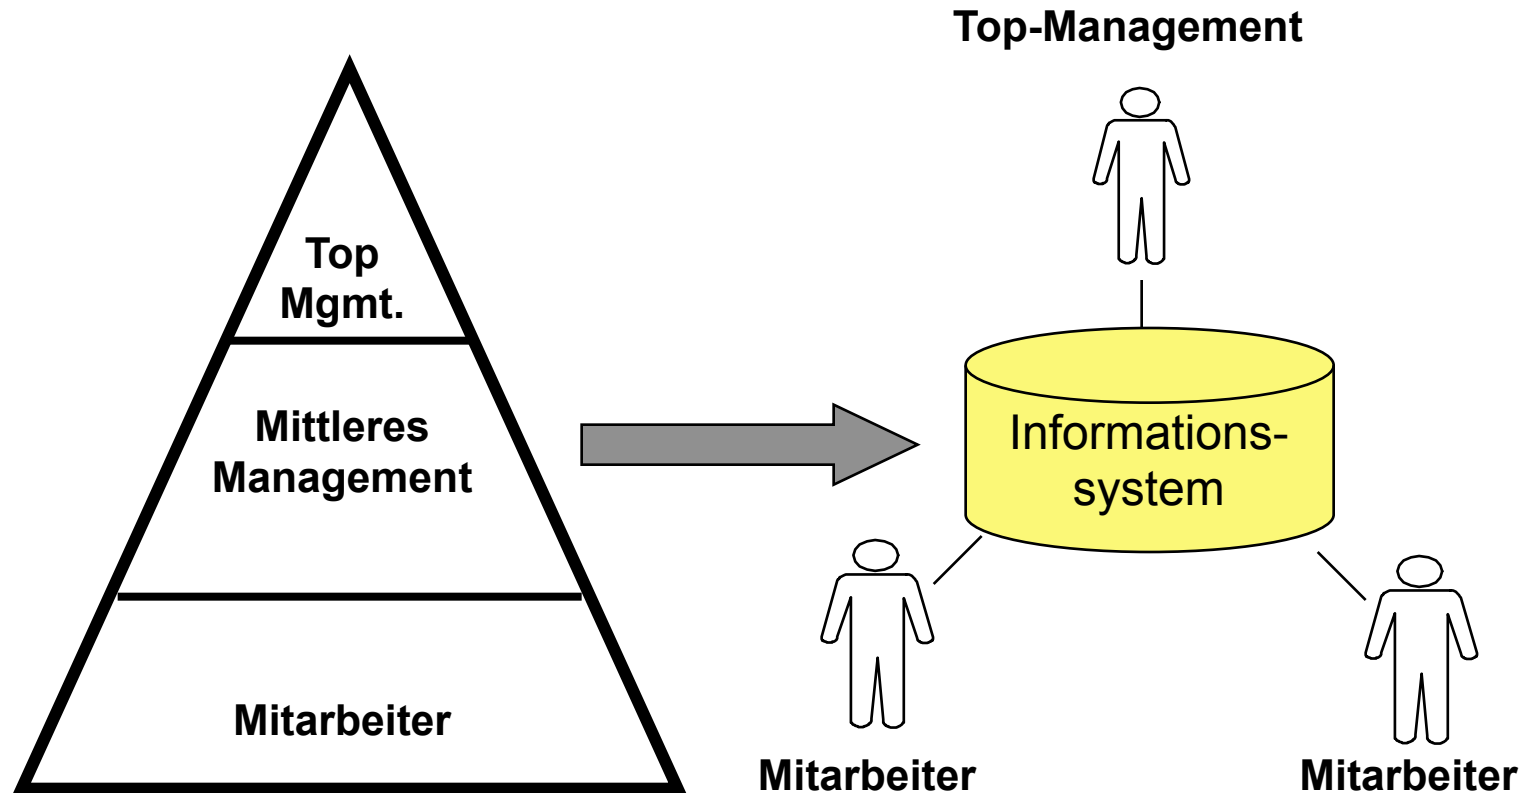 Top-Management
Top
Mgmt.
Mittleres
Management
Mitarbeiter
Informations-
system
Mitarbeiter
Mitarbeiter